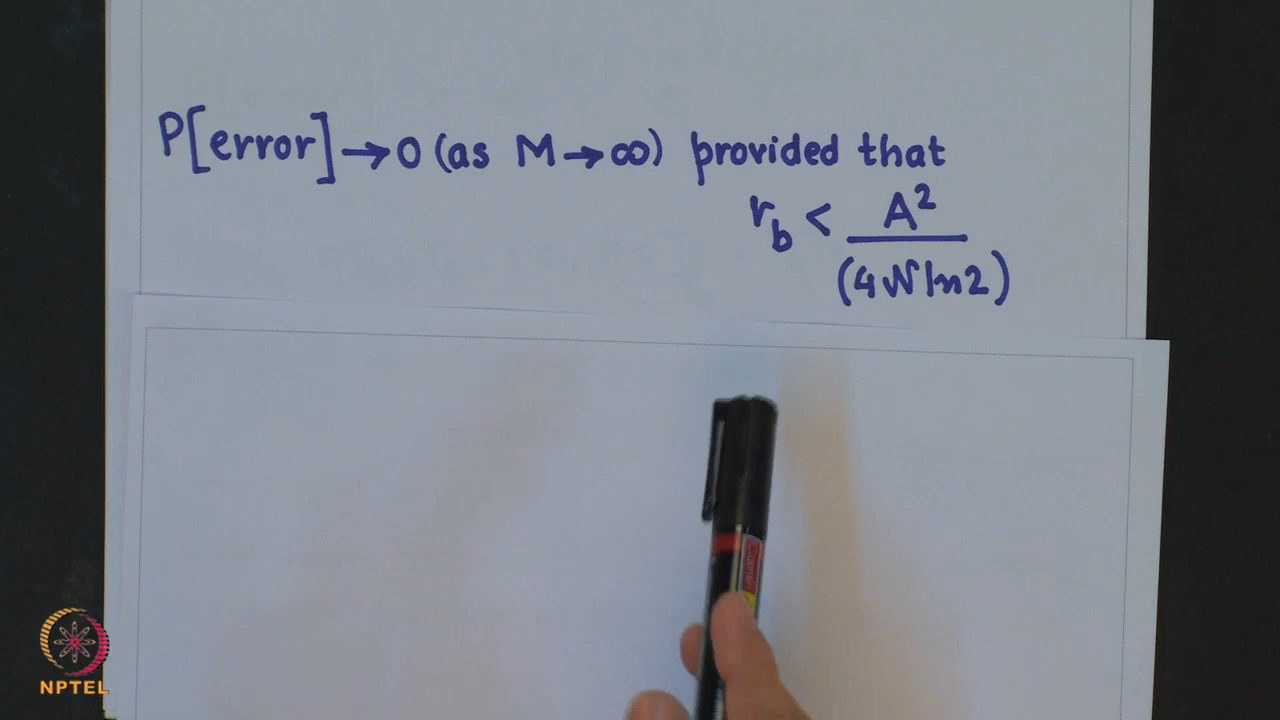 P[error] → 0 (as M → ∞) provided that
r_b < A² / (4𝒩 ln2)
NPTEL